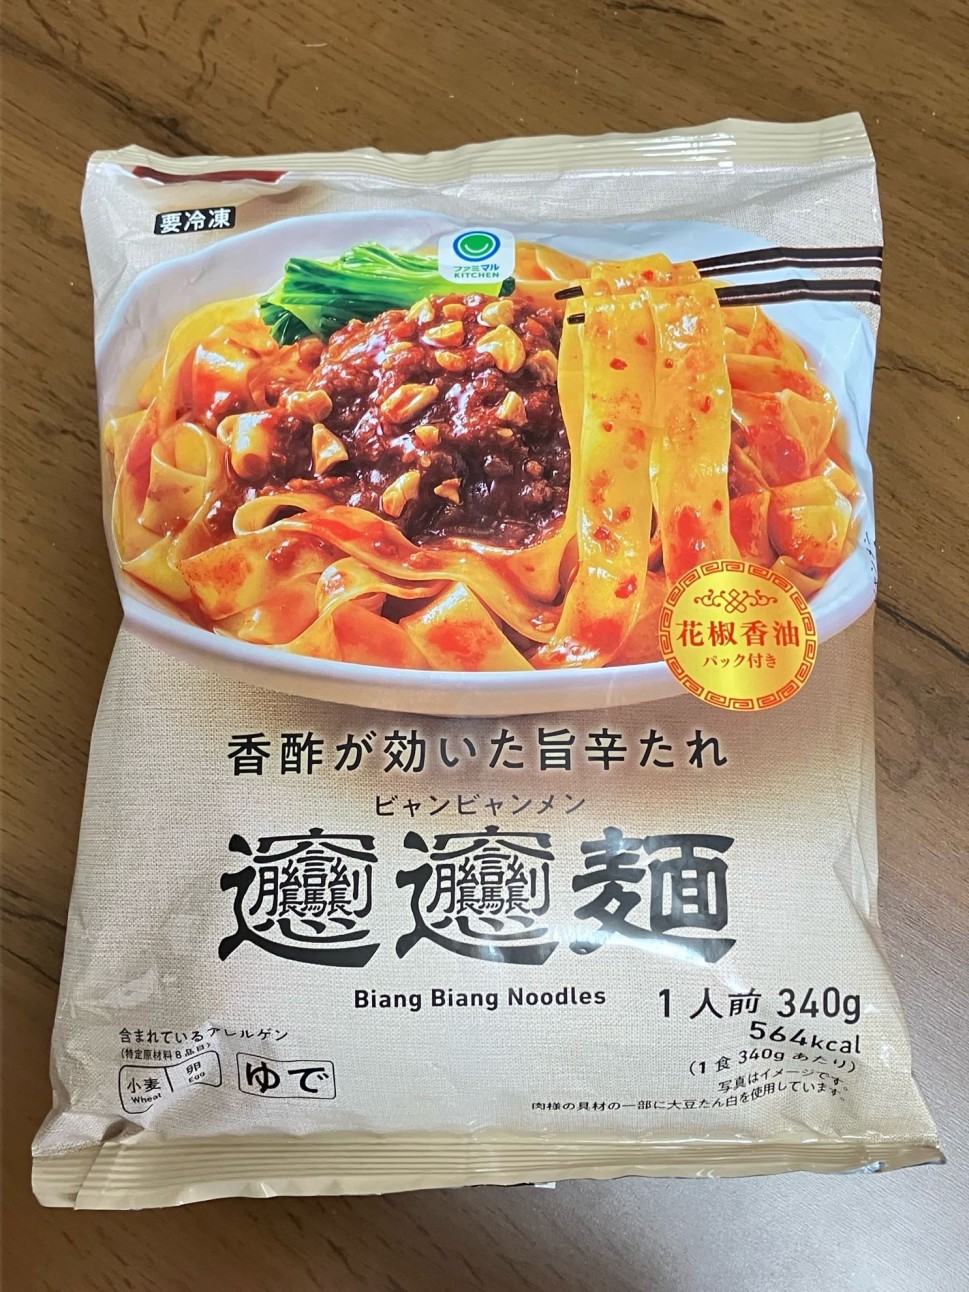 要冷凍
ファミマル
KITCHEN
花椒香油
パック付き
香酢が効いた旨辛たれ
ビャンビャンメン
𰻞𰻞麺
Biang Biang Noodles
1人前 340g
564kcal
(1食340gあたり)
写真はイメージです。
肉様の具材の一部に大豆たん白を使用しています。
含まれているアレルゲン
(特定原材料8品目)
小麦 卵
Wheat Egg
ゆで